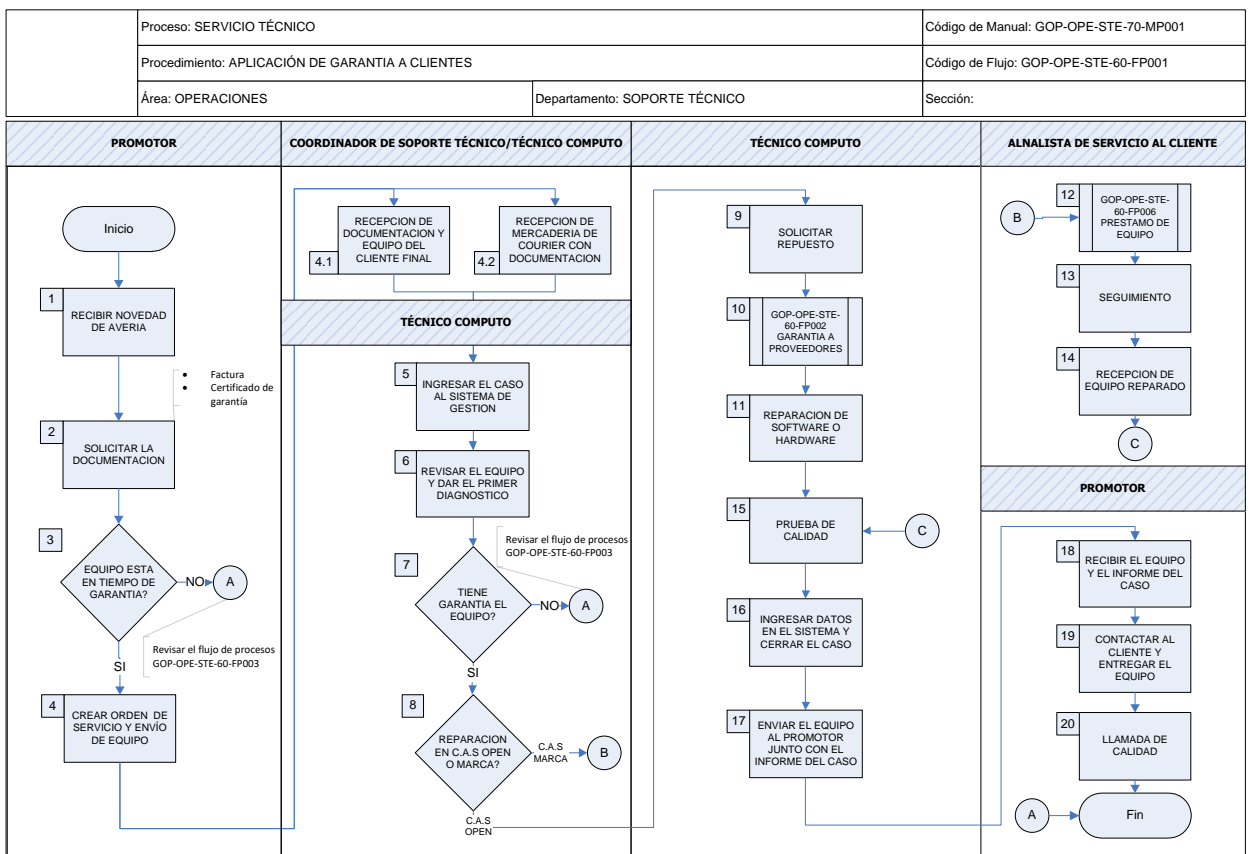 Proceso: SERVICIO TÉCNICO
Código de Manual: GOP-OPE-STE-70-MP001
Procedimiento: APLICACIÓN DE GARANTIA A CLIENTES
Código de Flujo: GOP-OPE-STE-60-FP001
Área: OPERACIONES
Departamento: SOPORTE TÉCNICO
Sección:
PROMOTOR
Inicio
1
RECIBIR NOVEDAD
DE AVERIA
• Factura
• Certificado de
garantía
2
SOLICITAR LA
DOCUMENTACION
3
EQUIPO ESTA
EN TIEMPO DE
GARANTIA?
NO
A
Revisar el flujo de procesos
GOP-OPE-STE-60-FP003
SI
4
CREAR ORDEN DE
SERVICIO Y ENVÍO
DE EQUIPO
COORDINADOR DE SOPORTE TÉCNICO/TÉCNICO COMPUTO
4.1
RECEPCION DE
DOCUMENTACION Y
EQUIPO DEL
CLIENTE FINAL
4.2
RECEPCION DE
MERCADERIA DE
COURIER CON
DOCUMENTACION
TÉCNICO COMPUTO
5
INGRESAR EL CASO
AL SISTEMA DE
GESTION
6
REVISAR EL EQUIPO
Y DAR EL PRIMER
DIAGNOSTICO
Revisar el flujo de procesos
GOP-OPE-STE-60-FP003
7
TIENE
GARANTIA EL
EQUIPO?
NO
A
SI
8
REPARACION
EN C.A.S OPEN
O MARCA?
C.A.S
MARCA
B
C.A.S
OPEN
TÉCNICO COMPUTO
9
SOLICITAR
REPUESTO
10
GOP-OPE-STE-
60-FP002
GARANTIA A
PROVEEDORES
11
REPARACION DE
SOFTWARE O
HARDWARE
15
PRUEBA DE
CALIDAD
C
16
INGRESAR DATOS
EN EL SISTEMA Y
CERRAR EL CASO
17
ENVIAR EL EQUIPO
AL PROMOTOR
JUNTO CON EL
INFORME DEL CASO
ALNALISTA DE SERVICIO AL CLIENTE
B
12
GOP-OPE-STE-
60-FP006
PRESTAMO DE
EQUIPO
13
SEGUIMIENTO
14
RECEPCION DE
EQUIPO REPARADO
C
PROMOTOR
18
RECIBIR EL EQUIPO
Y EL INFORME DEL
CASO
19
CONTACTAR AL
CLIENTE Y
ENTREGAR EL
EQUIPO
20
LLAMADA DE
CALIDAD
A
Fin